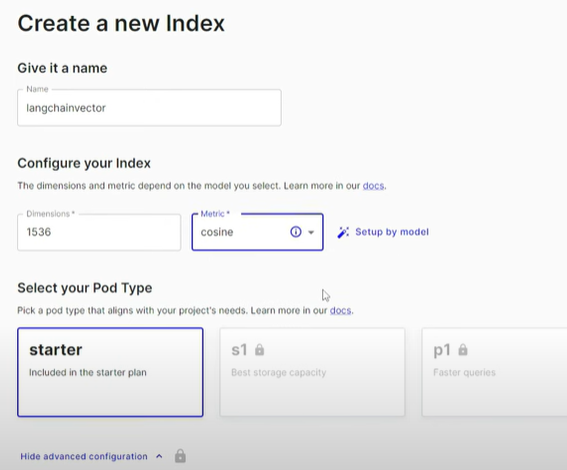 Create a new Index
Give it a name
Name
langchainvector
Configure your Index
The dimensions and metric depend on the model you select. Learn more in our docs.
Dimensions *
Metric *
1536
cosine
Setup by model
Select your Pod Type
Pick a pod type that aligns with your project's needs. Learn more in our docs.
starter
Included in the starter plan
s1
Best storage capacity
p1
Faster queries
Hide advanced configuration